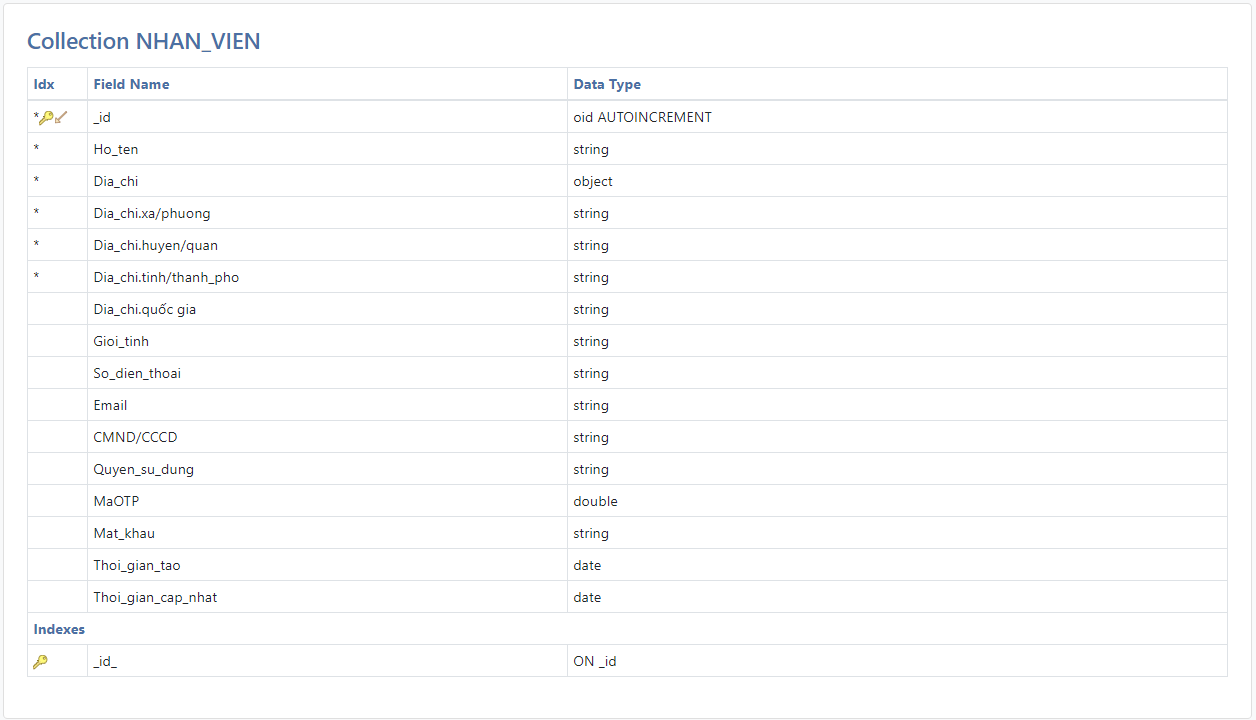 Collection NHAN_VIEN
Idx Field Name Data Type
* _id oid AUTOINCREMENT
* Ho_ten string
* Dia_chi object
* Dia_chi.xa/phuong string
* Dia_chi.huyen/quan string
* Dia_chi.tinh/thanh_pho string
Dia_chi.quốc gia string
Gioi_tinh string
So_dien_thoai string
Email string
CMND/CCCD string
Quyen_su_dung string
MaOTP double
Mat_khau string
Thoi_gian_tao date
Thoi_gian_cap_nhat date
Indexes
_id_ ON _id